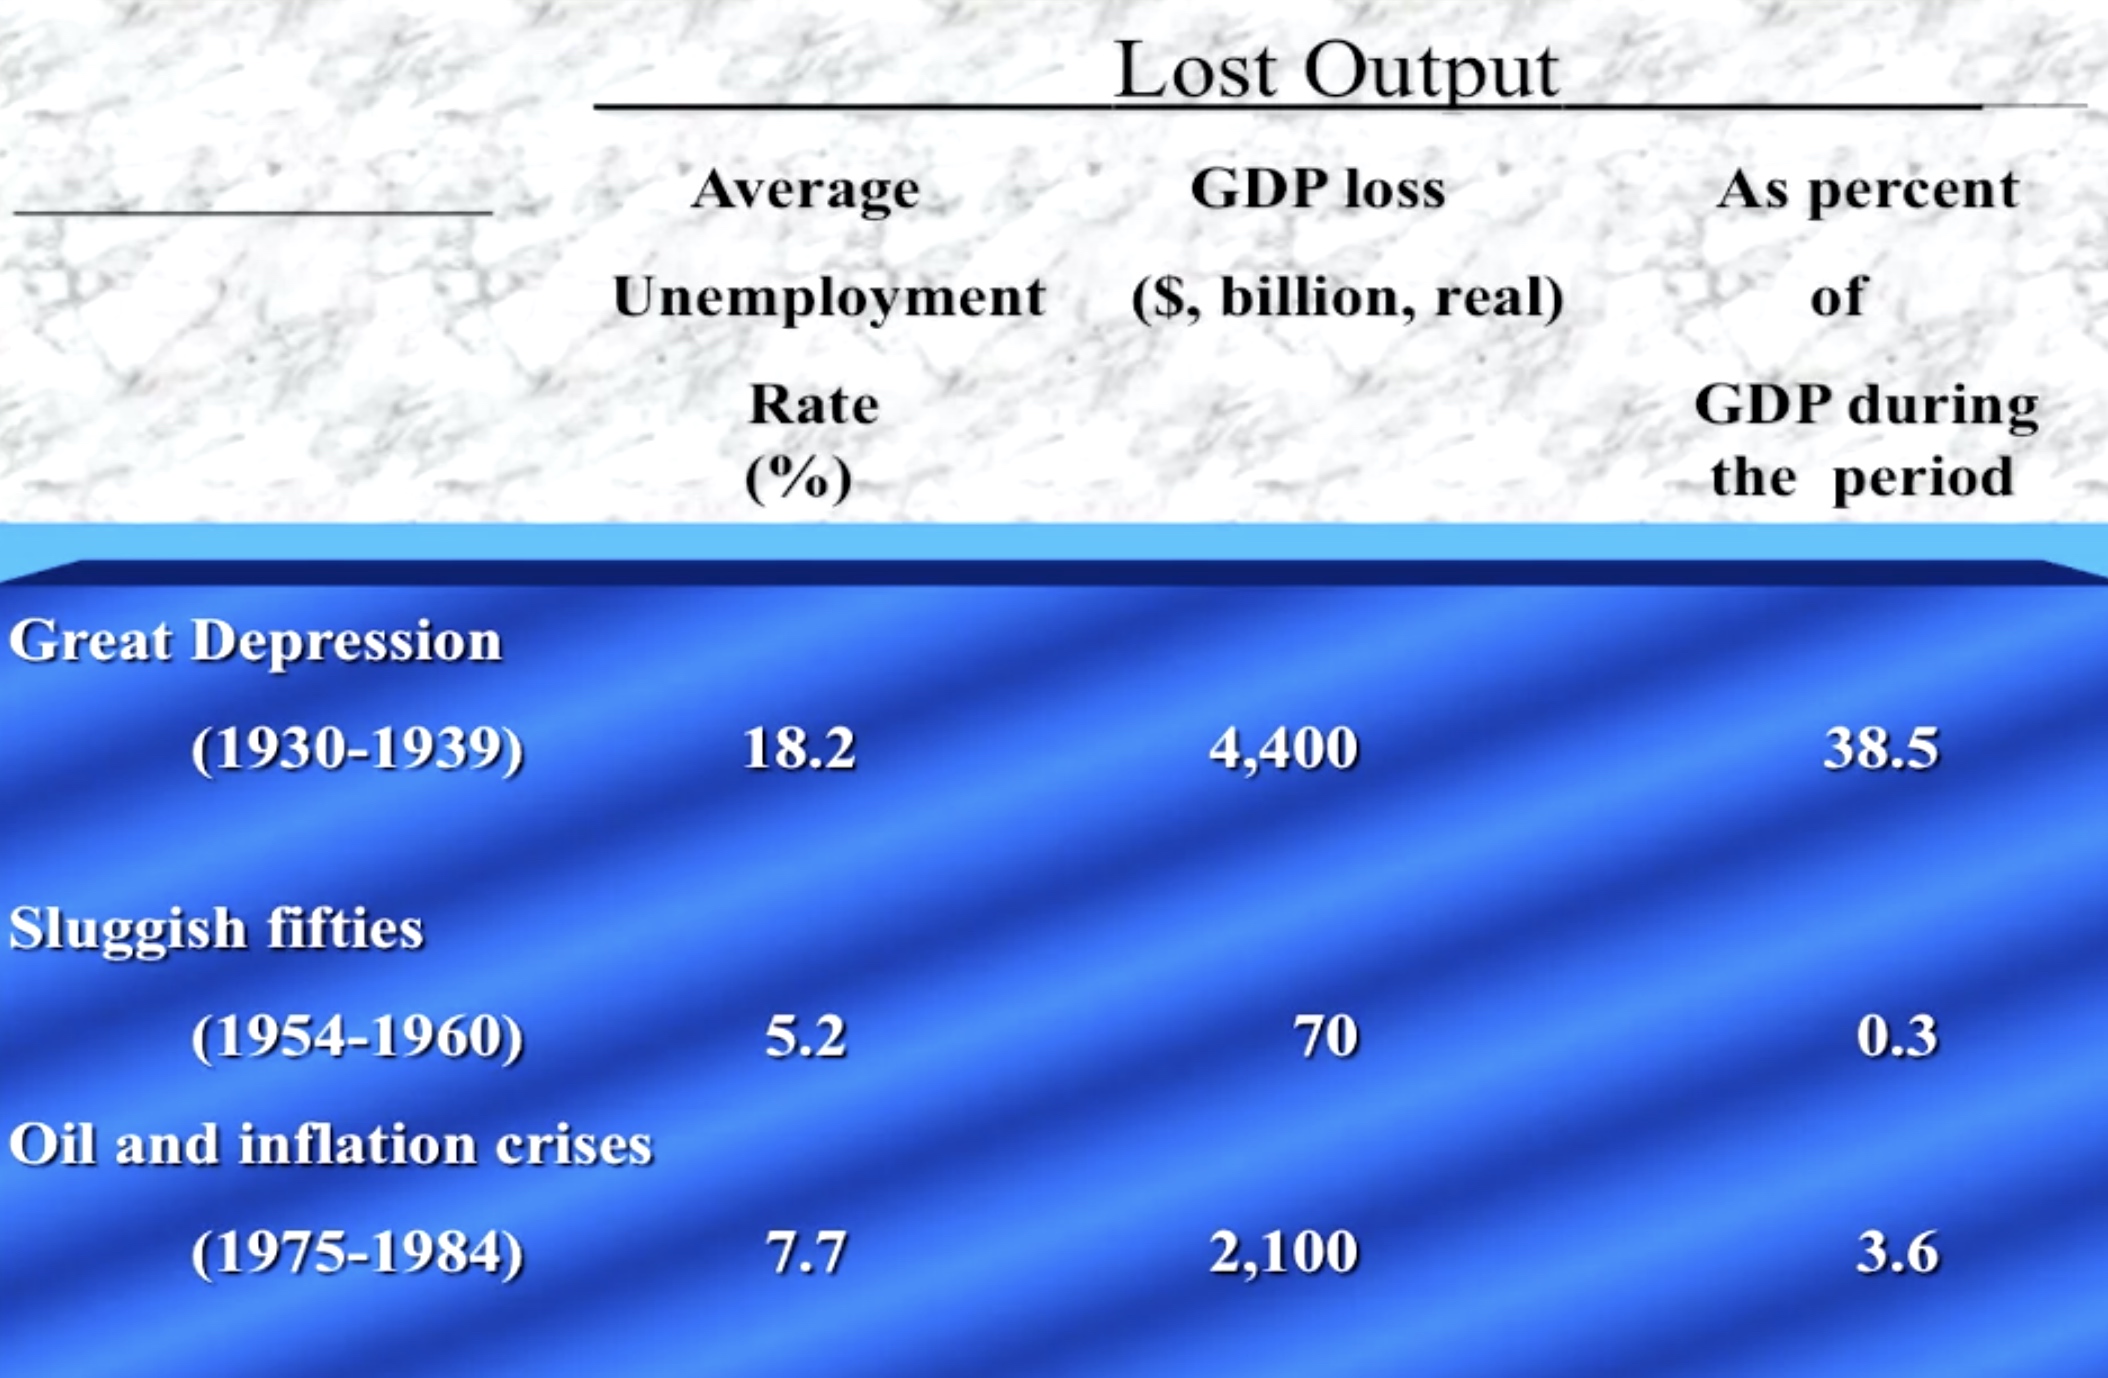 Lost Output
Average GDP loss As percent
Unemployment ($, billion, real) of
Rate GDP during
(%) the period
Great Depression
(1930-1939) 18.2 4,400 38.5
Sluggish fifties
(1954-1960) 5.2 70 0.3
Oil and inflation crises
(1975-1984) 7.7 2,100 3.6